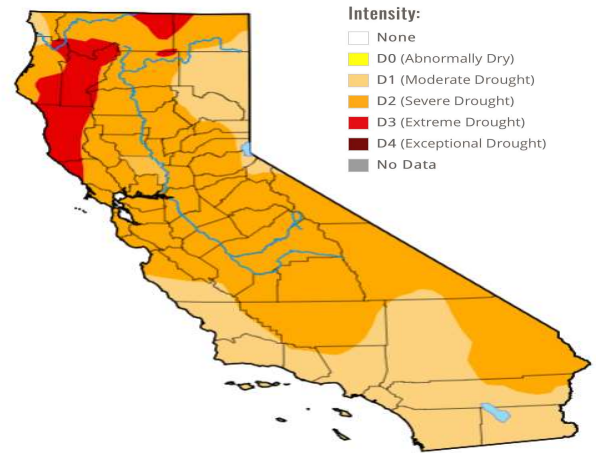 Intensity:
None
D0 (Abnormally Dry)
D1 (Moderate Drought)
D2 (Severe Drought)
D3 (Extreme Drought)
D4 (Exceptional Drought)
No Data